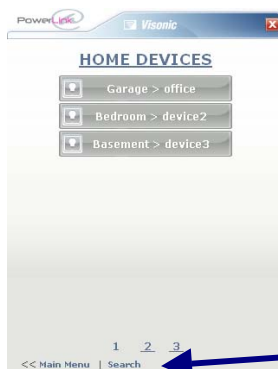 PowerLink
Visonic
HOME DEVICES
Garage > office
Bedroom > device2
Basement > device3
1 2 3
<< Main Menu | Search